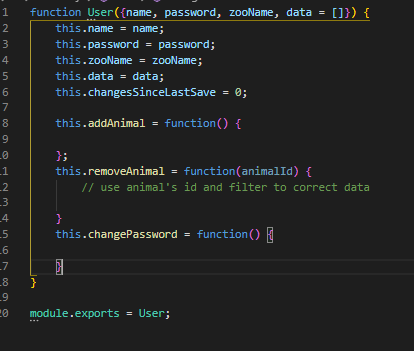 1 function User({name, password, zooName, data = []}) {
2 this.name = name;
3 this.password = password;
4 this.zooName = zooName;
5 this.data = data;
6 this.changesSinceLastSave = 0;
7
8 this.addAnimal = function() {
9
10 };
11 this.removeAnimal = function(animalId) {
12 // use animal's id and filter to correct data
13
14 }
15 this.changePassword = function() {
16
17 }
18 }
19
20 module.exports = User;